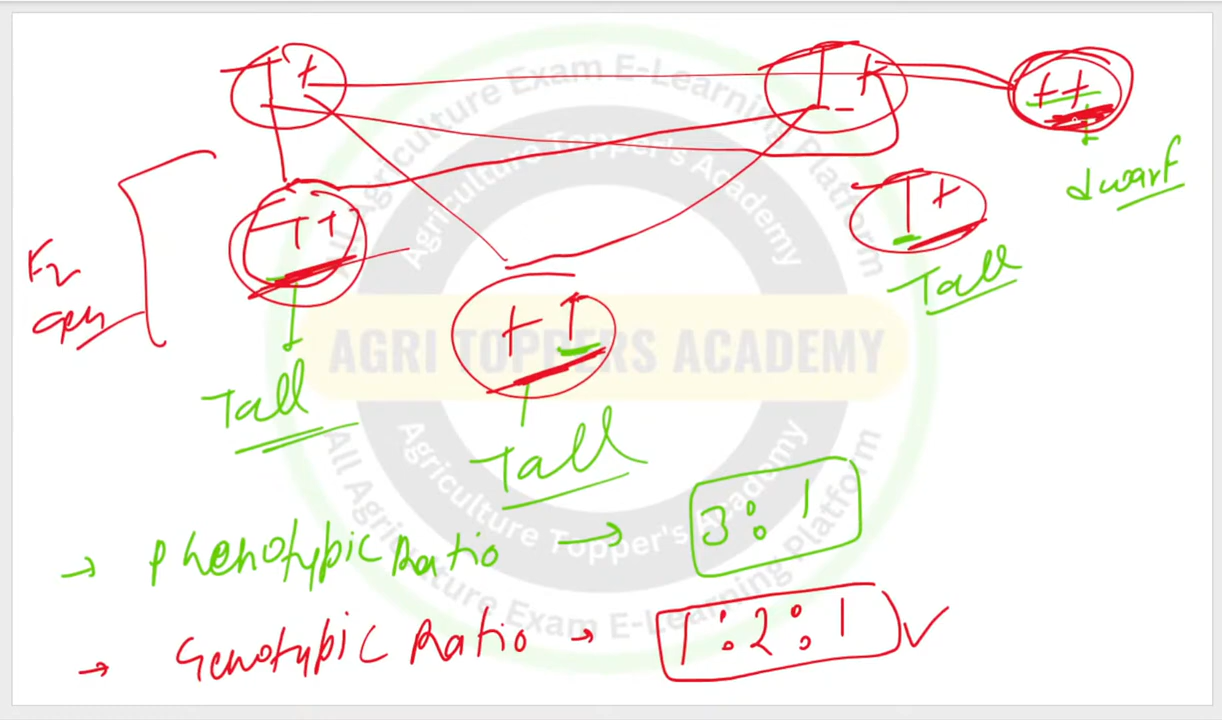 T t
T t
t t
dwarf
F2 Gen
T t
Tall
t T
Tall
T t
Tall
→ Phenotypic Ratio → 3:1
→ Genotypic Ratio → 1:2:1 ✓
AGRI TOPPERS ACADEMY
Agriculture Topper's Academy
Agriculture Topper's Academy
All Agriculture Exam E-Learning Platform
All Agriculture Exam E-Learning Platform